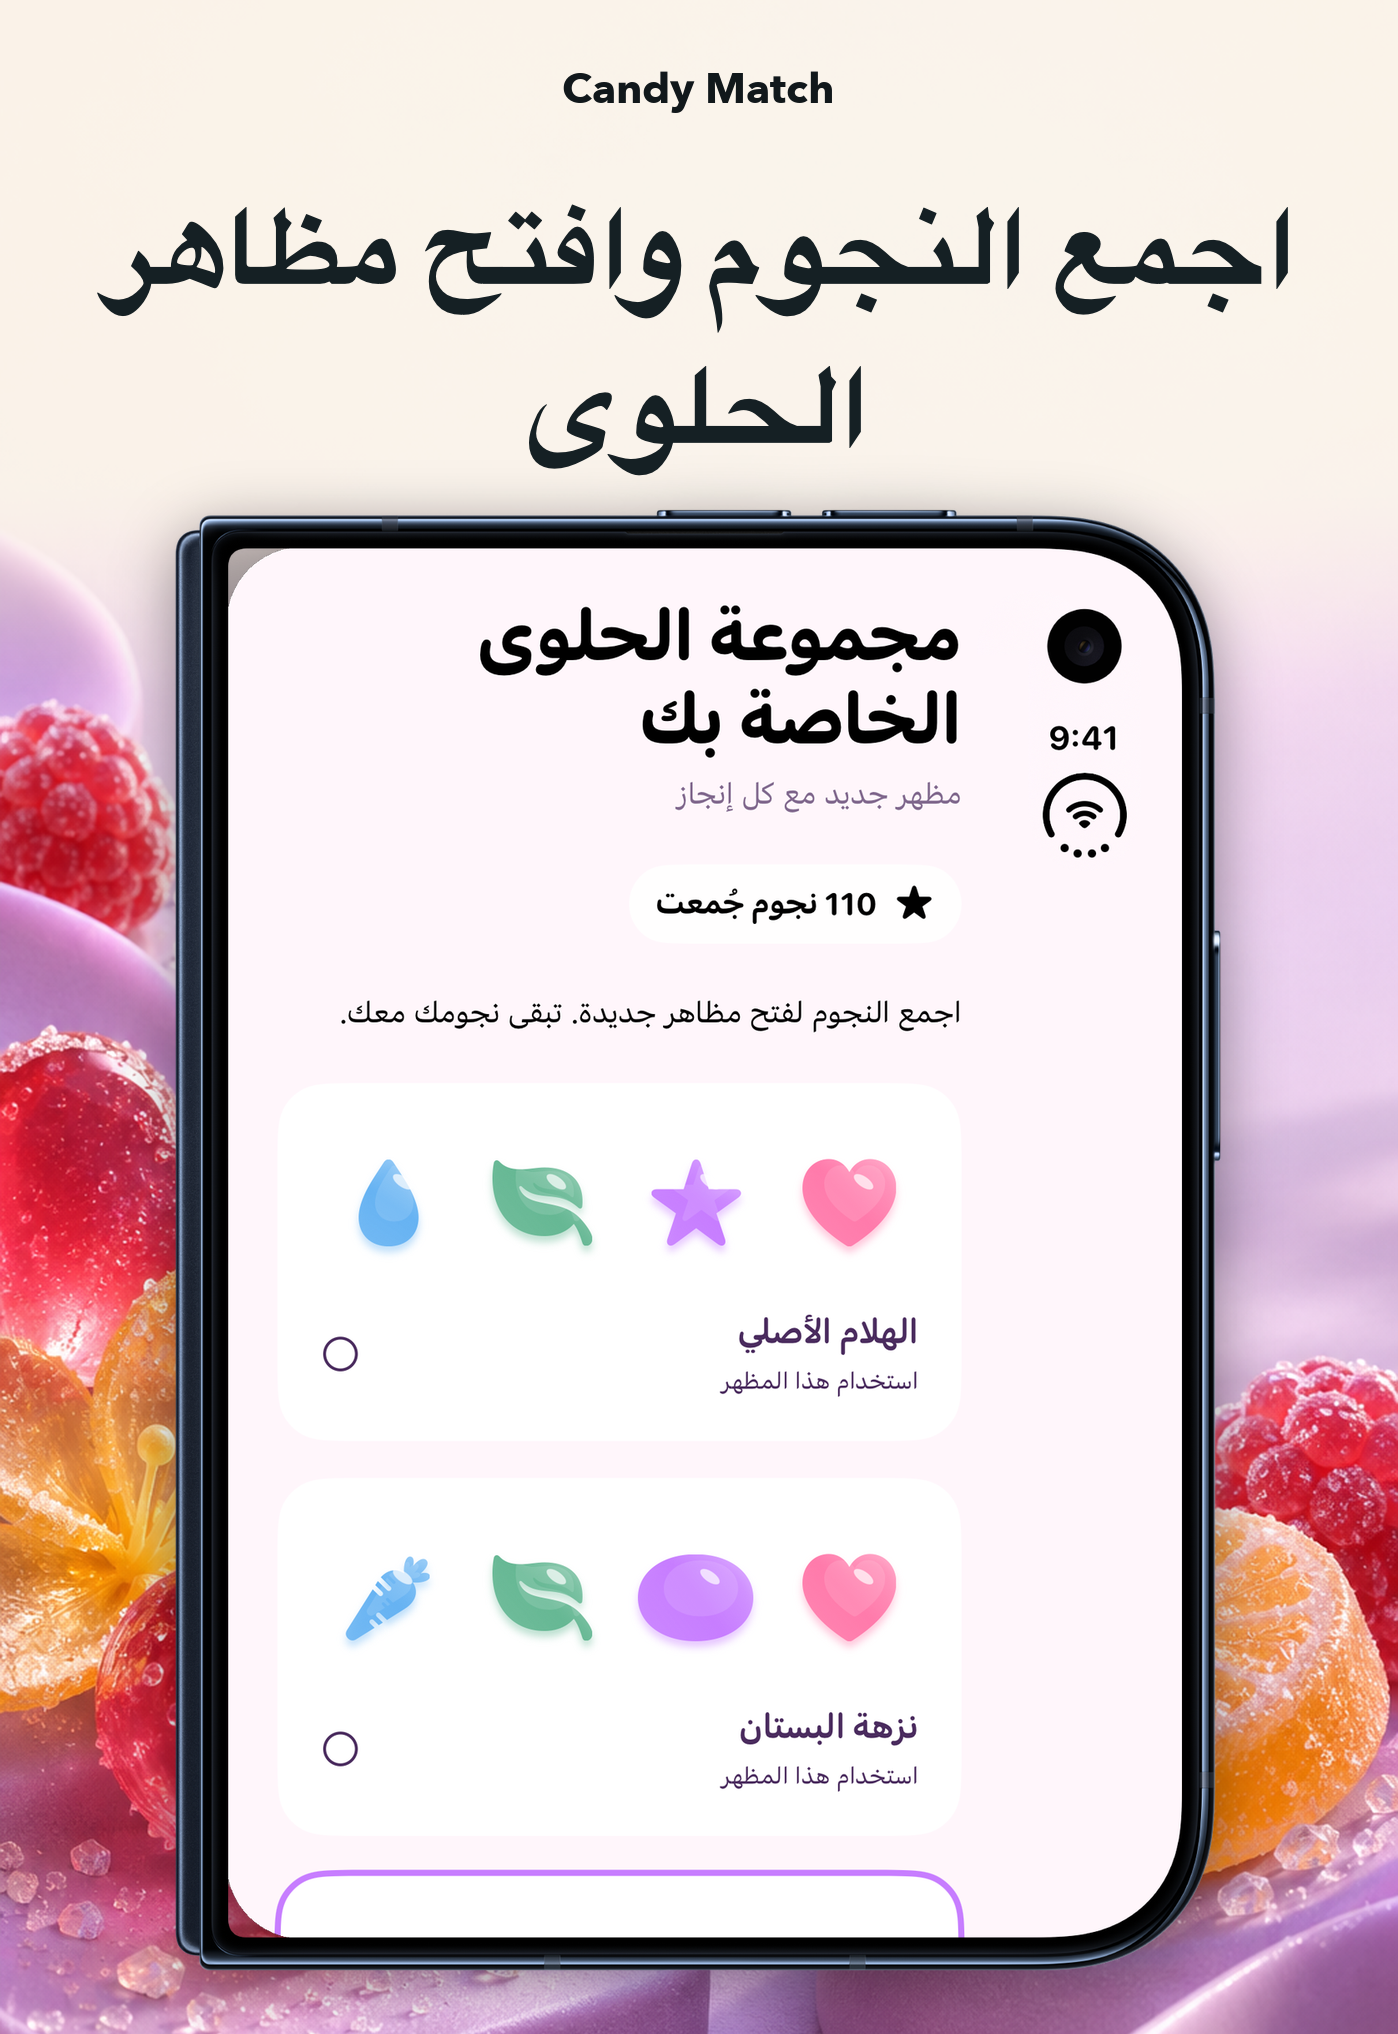 Candy Match
اجمع النجوم وافتح مظاهر
الحلوى
مجموعة الحلوى
الخاصة بك
9:41
مظهر جديد مع كل إنجاز
110 نجوم جُمعت
اجمع النجوم لفتح مظاهر جديدة. تبقى نجومك معك.
الهلام الأصلي
استخدام هذا المظهر
نزهة البستان
استخدام هذا المظهر